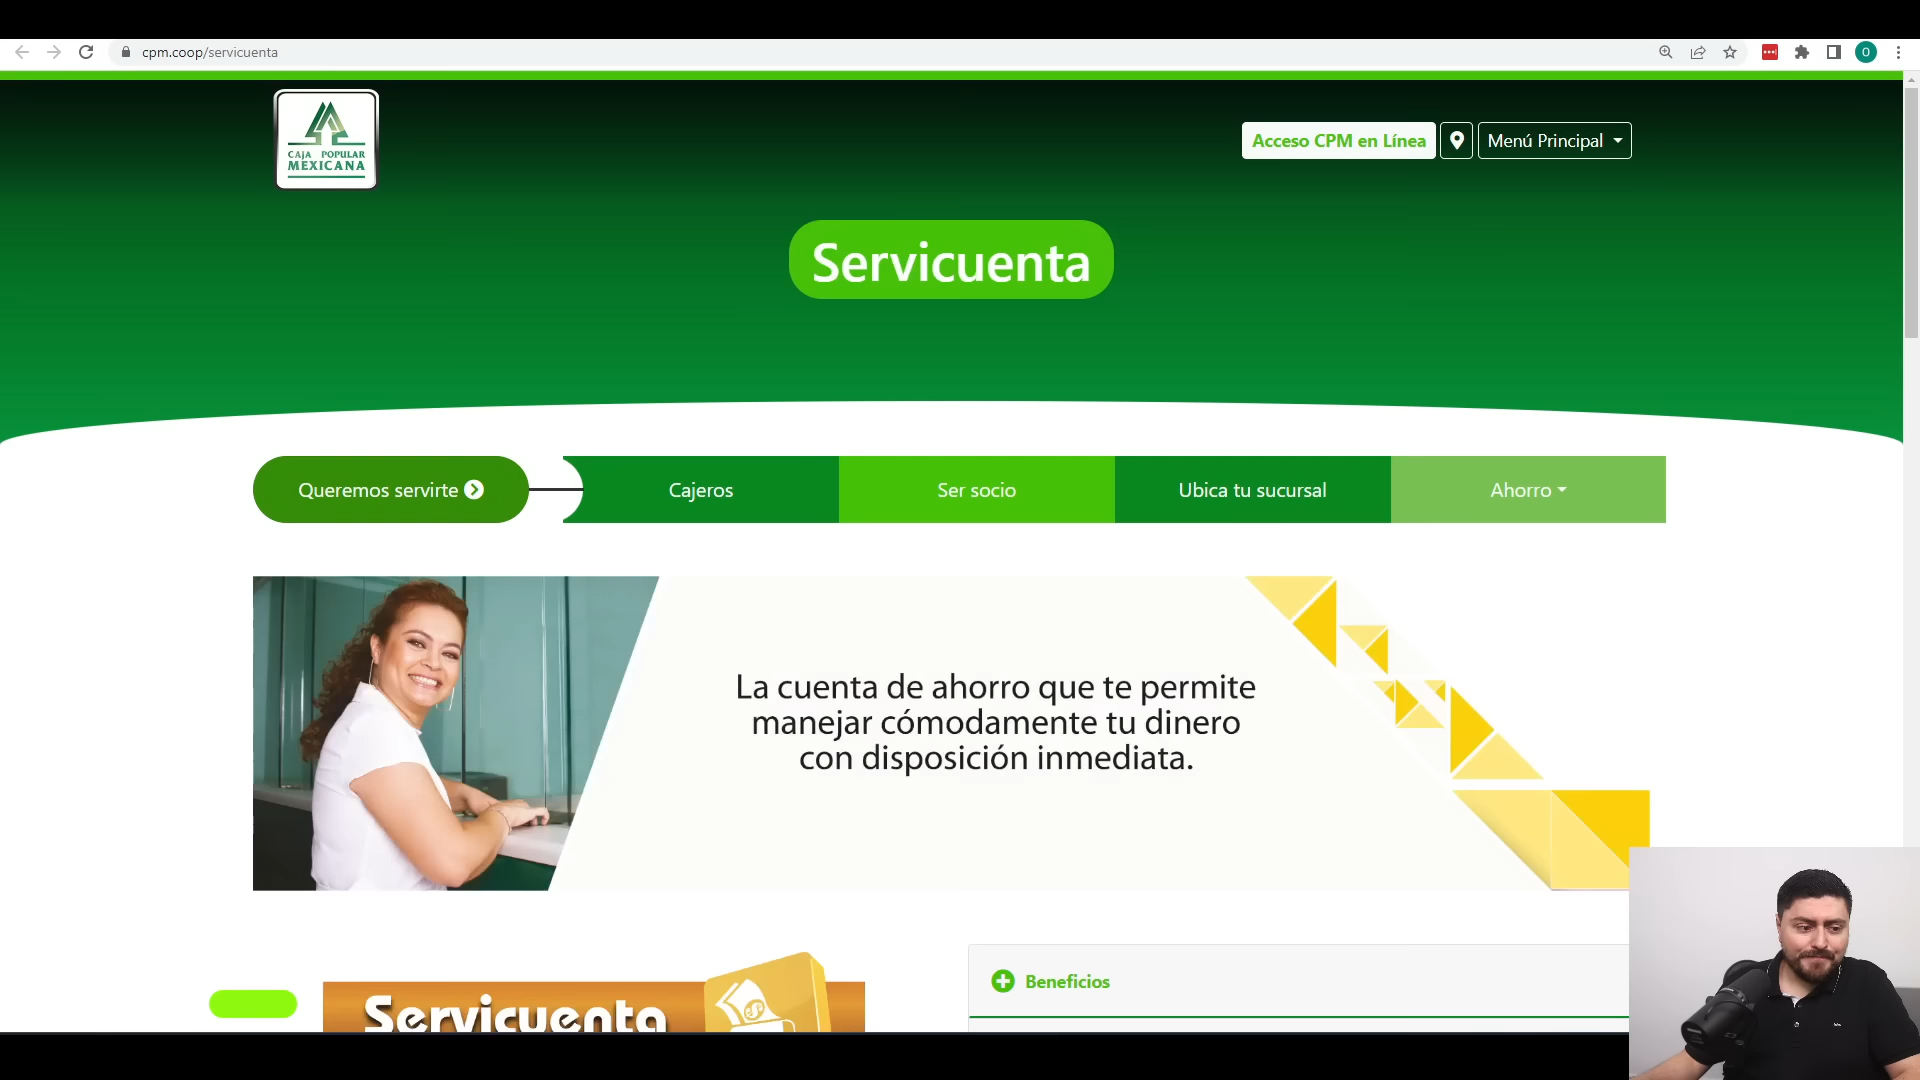 cpm.coop/servicuenta
O
CAJA POPULAR
MEXICANA
Acceso CPM en Línea
Menú Principal
Servicuenta
Queremos servirte
Cajeros
Ser socio
Ubica tu sucursal
Ahorro
La cuenta de ahorro que te permite
manejar cómodamente tu dinero
con disposición inmediata.
Servicuenta
Beneficios